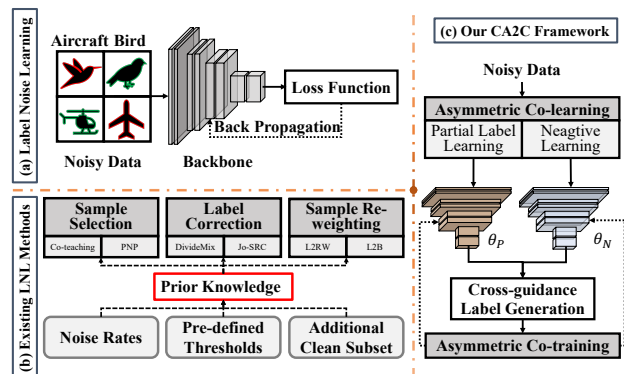 (a) Label Noise Learning
Aircraft Bird
Noisy Data
Backbone
Loss Function
Back Propagation
(b) Existing LNL Methods
Sample
Selection
Co-teaching
PNP
Label
Correction
DivideMix
Jo-SRC
Sample Re-
weighting
L2RW
L2B
Prior Knowledge
Noise Rates
Pre-defined
Thresholds
Additional
Clean Subset
(c) Our CA2C Framework
Noisy Data
Asymmetric Co-learning
Partial Label
Learning
Neagtive
Learning
θP
θN
Cross-guidance
Label Generation
Asymmetric Co-training